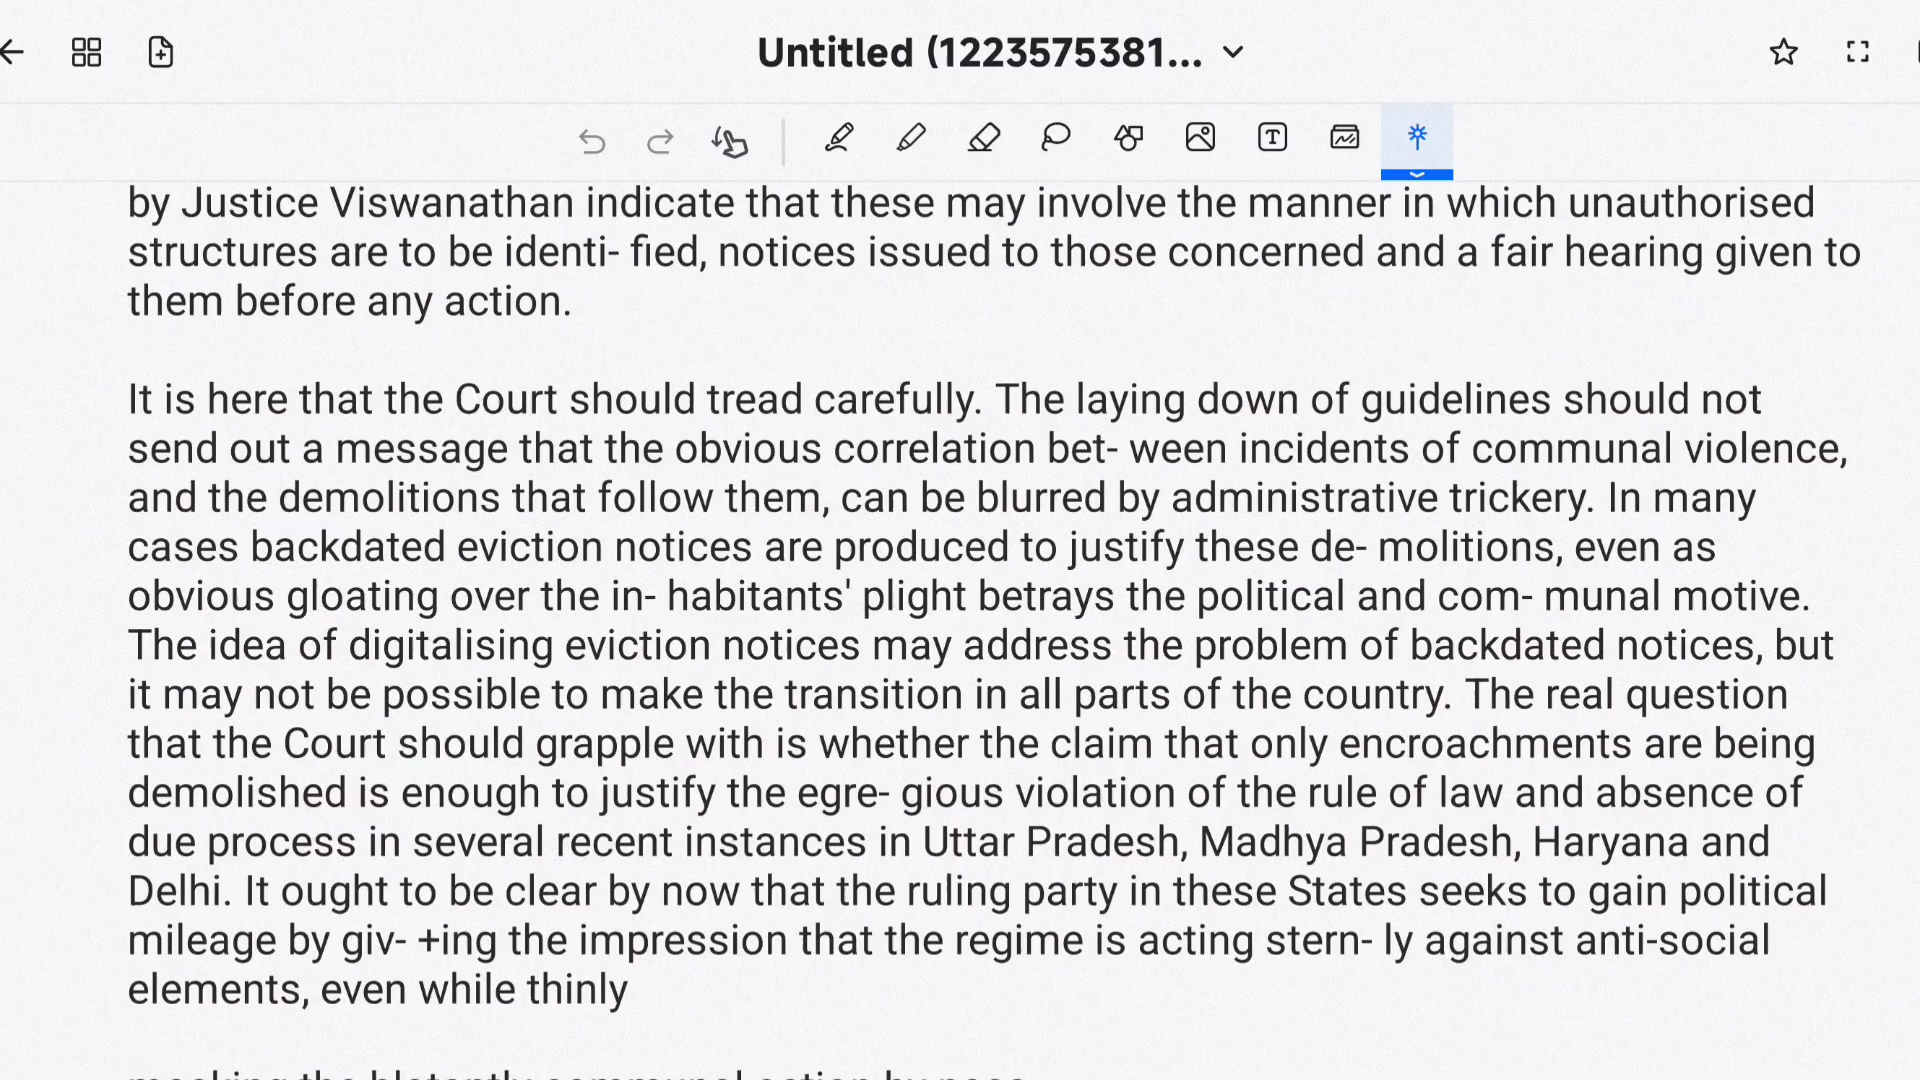 Untitled (1223575381...
by Justice Viswanathan indicate that these may involve the manner in which unauthorised
structures are to be identi- fied, notices issued to those concerned and a fair hearing given to
them before any action.
It is here that the Court should tread carefully. The laying down of guidelines should not
send out a message that the obvious correlation bet- ween incidents of communal violence,
and the demolitions that follow them, can be blurred by administrative trickery. In many
cases backdated eviction notices are produced to justify these de- molitions, even as
obvious gloating over the in- habitants' plight betrays the political and com- munal motive.
The idea of digitalising eviction notices may address the problem of backdated notices, but
it may not be possible to make the transition in all parts of the country. The real question
that the Court should grapple with is whether the claim that only encroachments are being
demolished is enough to justify the egre- gious violation of the rule of law and absence of
due process in several recent instances in Uttar Pradesh, Madhya Pradesh, Haryana and
Delhi. It ought to be clear by now that the ruling party in these States seeks to gain political
mileage by giv- +ing the impression that the regime is acting stern- ly against anti-social
elements, even while thinly